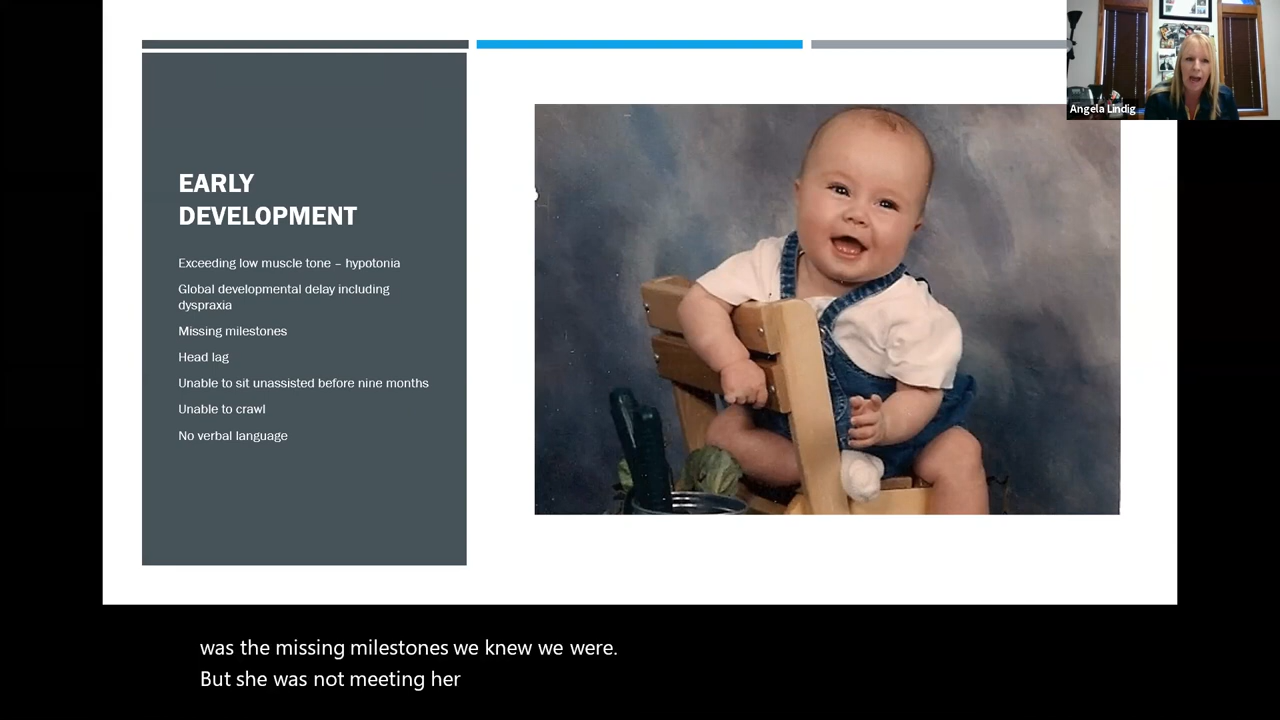 Angela Lindig
EARLY
DEVELOPMENT
Exceeding low muscle tone – hypotonia
Global developmental delay including
dyspraxia
Missing milestones
Head lag
Unable to sit unassisted before nine months
Unable to crawl
No verbal language
was the missing milestones we knew we were.
But she was not meeting her